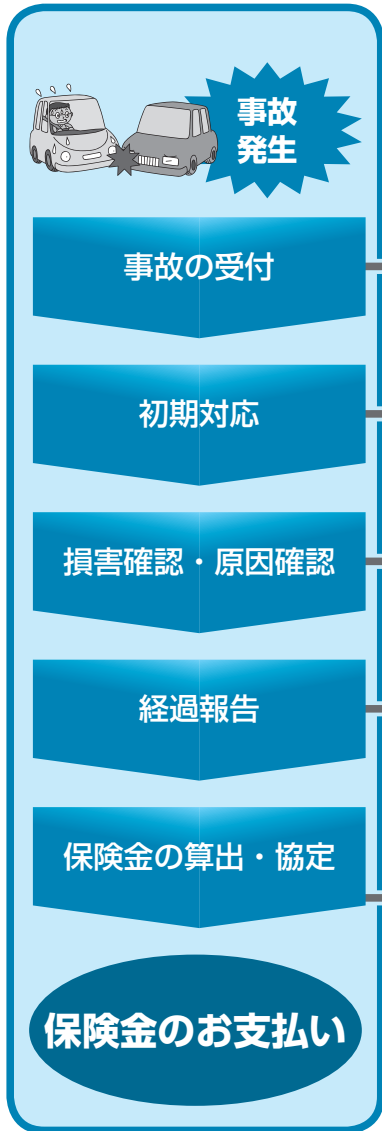 事故
発生
事故の受付
初期対応
損害確認・原因確認
経過報告
保険金の算出・協定
保険金のお支払い